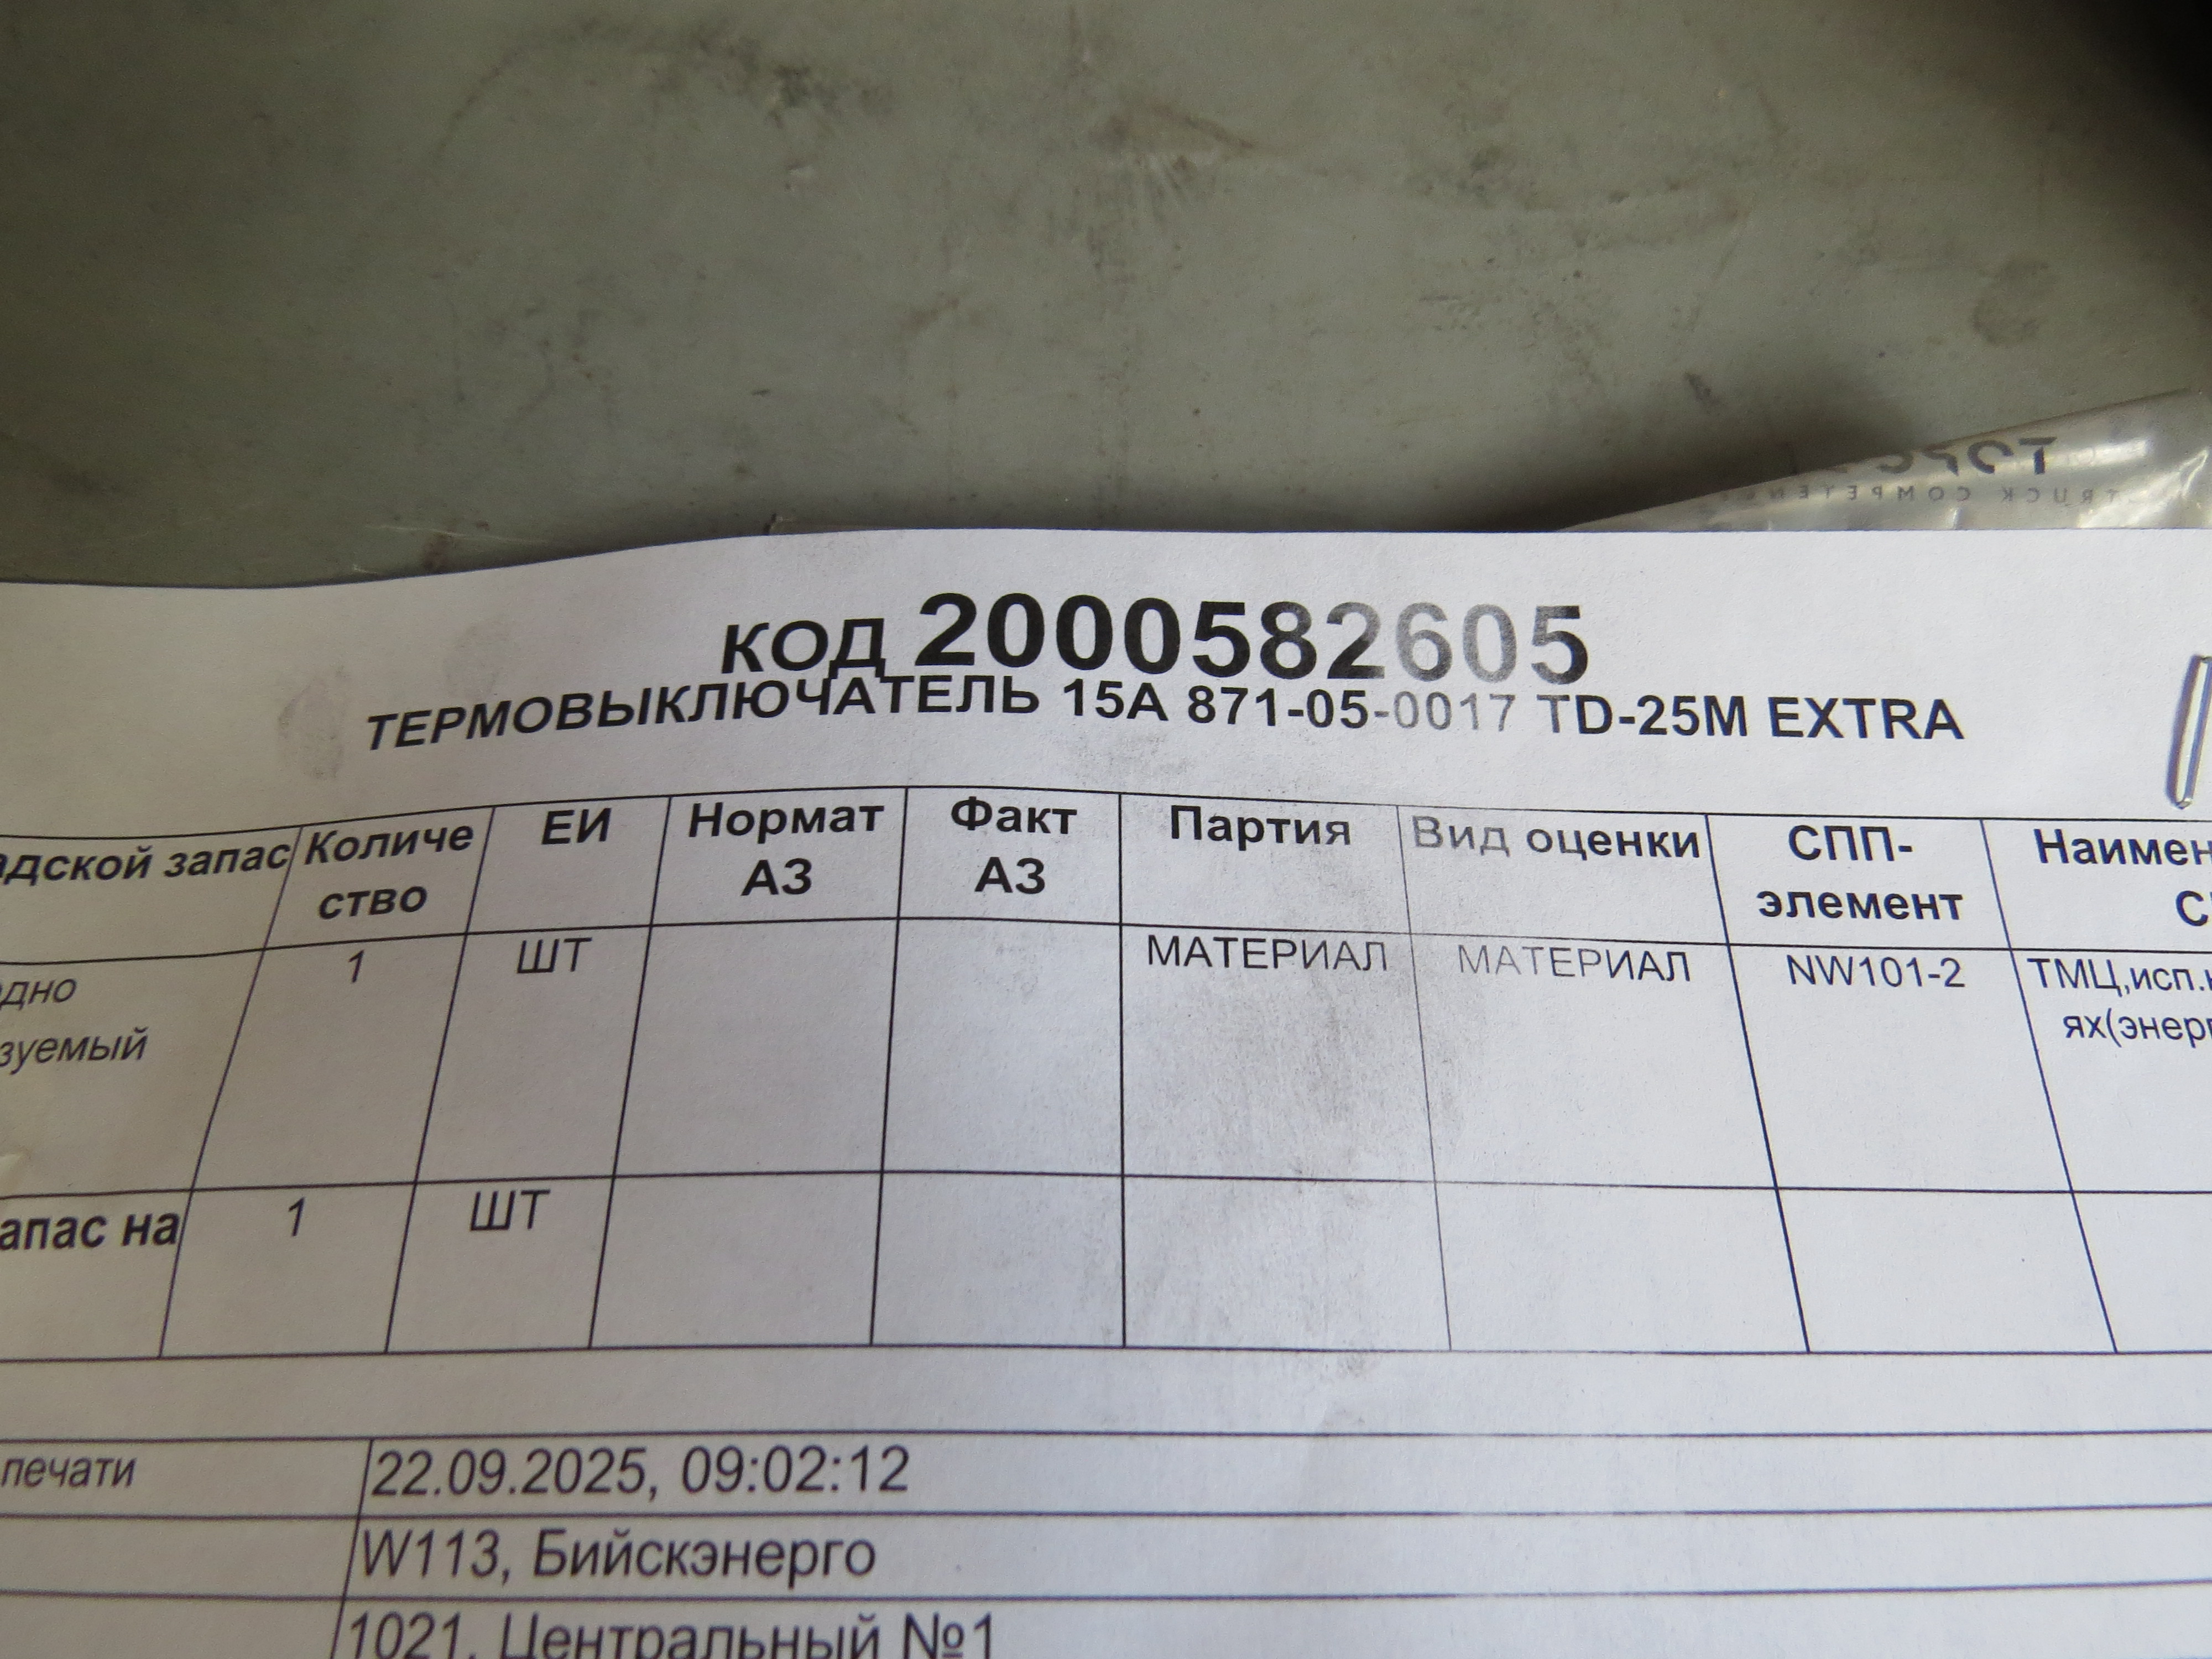 КОД 2000582605
ТЕРМОВЫКЛЮЧАТЕЛЬ 15А 871-05-0017 TD-25M EXTRA
адской запас Количе ЕИ Нормат Факт Партия Вид оценки СПП- Наимен
ство АЗ АЗ элемент С
одно 1 ШТ МАТЕРИАЛ МАТЕРИАЛ NW101-2 ТМЦ,исп.
зуемый ях(энер
апас на 1 ШТ
печати 22.09.2025, 09:02:12
W113, Бийскэнерго
1021, Центральный №1